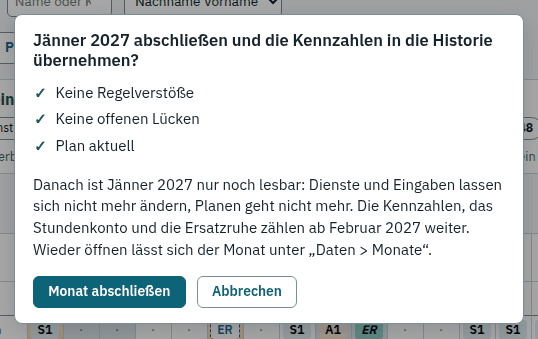 Name oder K
Nachname Vorname
P
Jänner 2027 abschließen und die Kennzahlen in die Historie
übernehmen?
✓ Keine Regelverstöße
✓ Keine offenen Lücken
✓ Plan aktuell
Danach ist Jänner 2027 nur noch lesbar: Dienste und Eingaben lassen
sich nicht mehr ändern, Planen geht nicht mehr. Die Kennzahlen, das
Stundenkonto und die Ersatzruhe zählen ab Februar 2027 weiter.
Wieder öffnen lässt sich der Monat unter „Daten > Monate“.
Monat abschließen Abbrechen
S1 · · · ER · S1 A1 ER · · S1 S1